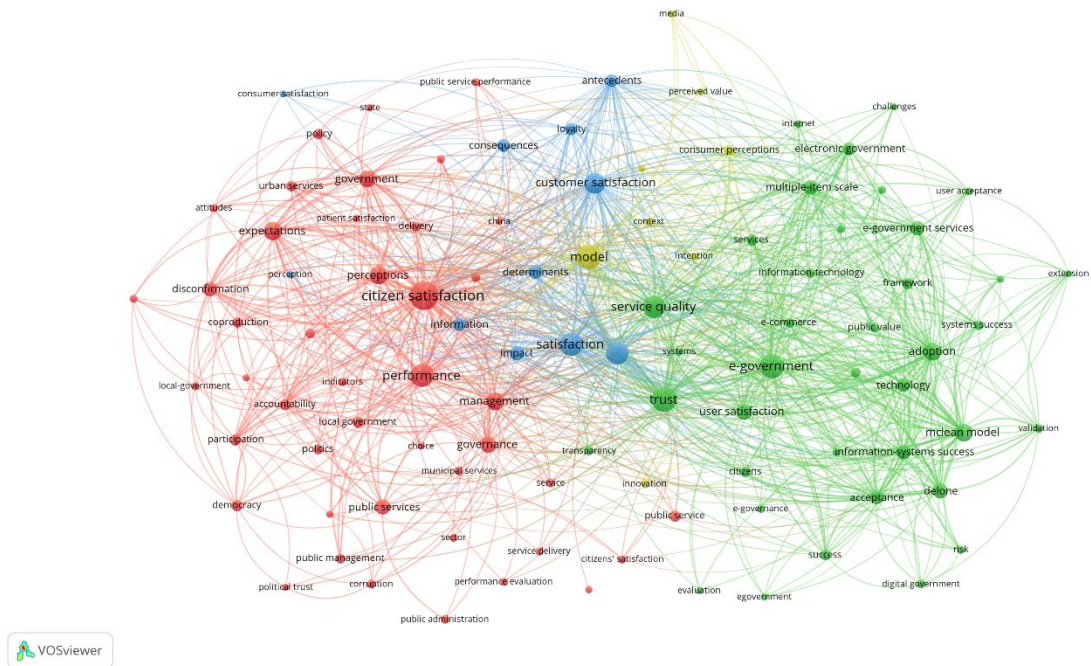 media
public service performance
antecedents
consumer satisfaction
perceived value
state
challenges
internet
policy
loyalty
consequences
consumer perceptions
electronic government
urban services
government
customer satisfaction
multiple-item scale
user acceptance
attitudes
patient satisfaction
delivery
china
context
expectations
services
e-government services
model
intention
perception
perceptions
determinants
information-technology
extension
disconfirmation
framework
citizen satisfaction
service quality
coproduction
information
e-commerce
public value
systems success
satisfaction
impact
systems
adoption
e-government
performance
local-government
indicators
technology
accountability
management
trust
user satisfaction
local government
participation
politics
choice
governance
transparency
mclean model
validation
information-systems success
municipal services
citizens
service
innovation
delone
acceptance
democracy
public services
public service
e-governance
sector
service delivery
citizens' satisfaction
success
risk
public management
political trust
corruption
performance evaluation
evaluation
egovernment
digital government
public administration
VOSviewer